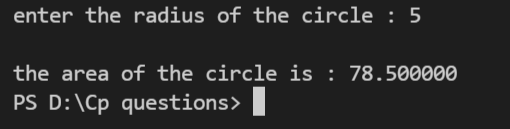 enter the radius of the circle : 5
the area of the circle is : 78.500000
PS D:\Cp questions>